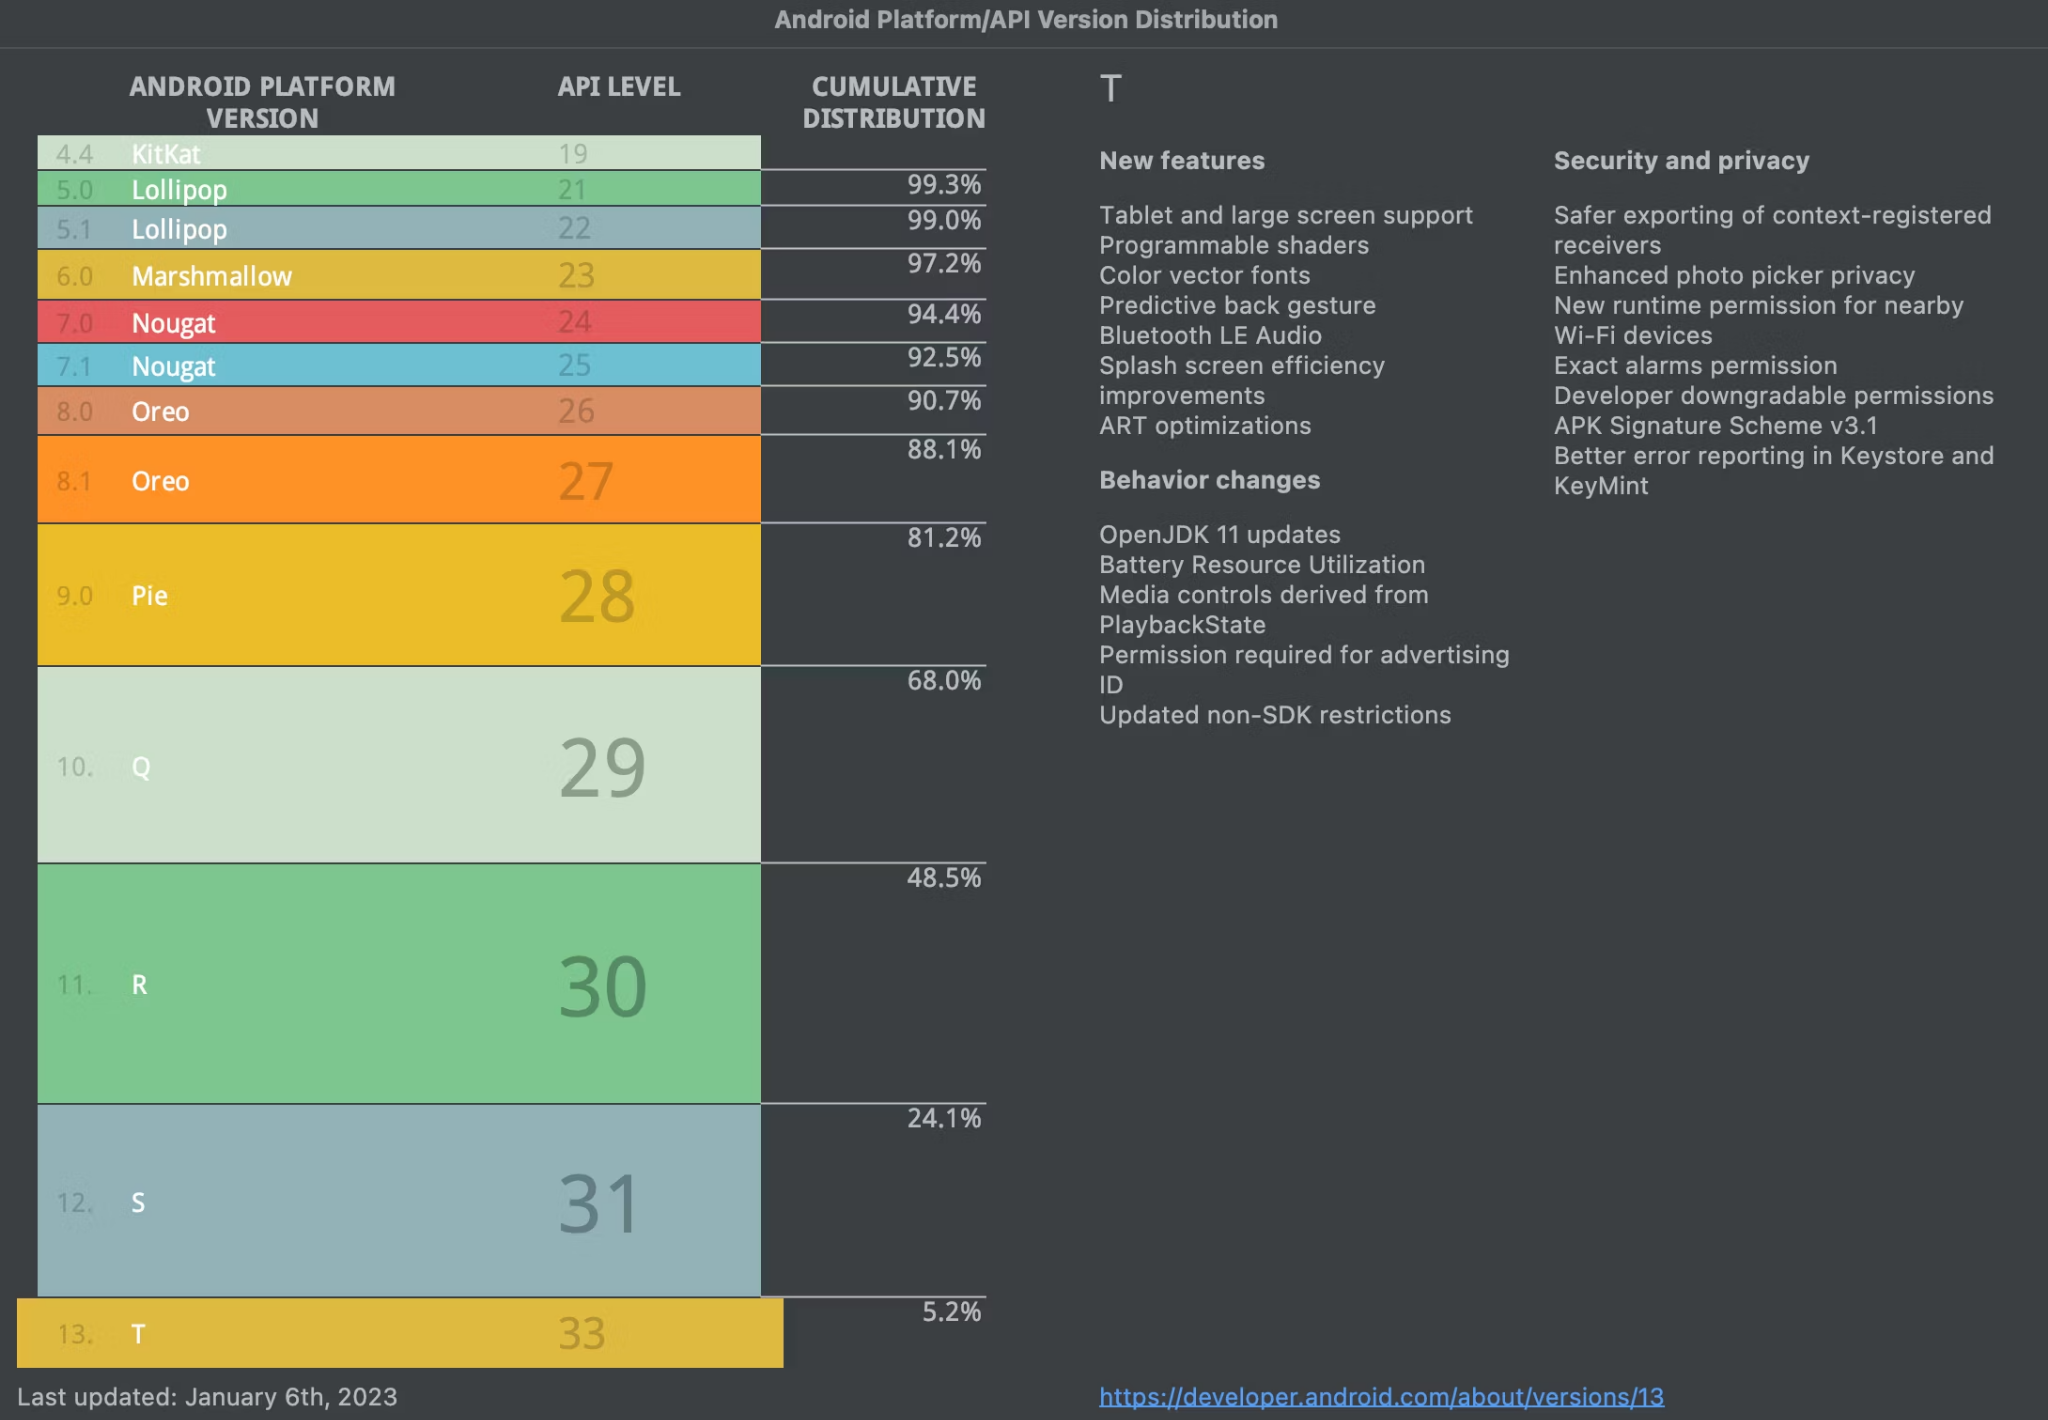 Android Platform/API Version Distribution
ANDROID PLATFORM
VERSION
API LEVEL
CUMULATIVE
DISTRIBUTION
4.4 KitKat 19
5.0 Lollipop 21 99.3%
5.1 Lollipop 22 99.0%
6.0 Marshmallow 23 97.2%
7.0 Nougat 24 94.4%
7.1 Nougat 25 92.5%
8.0 Oreo 26 90.7%
8.1 Oreo 27 88.1%
9.0 Pie 28 81.2%
10. Q 29 68.0%
11. R 30 48.5%
12. S 31 24.1%
13. T 33 5.2%
Last updated: January 6th, 2023
T
New features
Tablet and large screen support
Programmable shaders
Color vector fonts
Predictive back gesture
Bluetooth LE Audio
Splash screen efficiency
improvements
ART optimizations
Behavior changes
OpenJDK 11 updates
Battery Resource Utilization
Media controls derived from
PlaybackState
Permission required for advertising
ID
Updated non-SDK restrictions
Security and privacy
Safer exporting of context-registered
receivers
Enhanced photo picker privacy
New runtime permission for nearby
Wi-Fi devices
Exact alarms permission
Developer downgradable permissions
APK Signature Scheme v3.1
Better error reporting in Keystore and
KeyMint
https://developer.android.com/about/versions/13